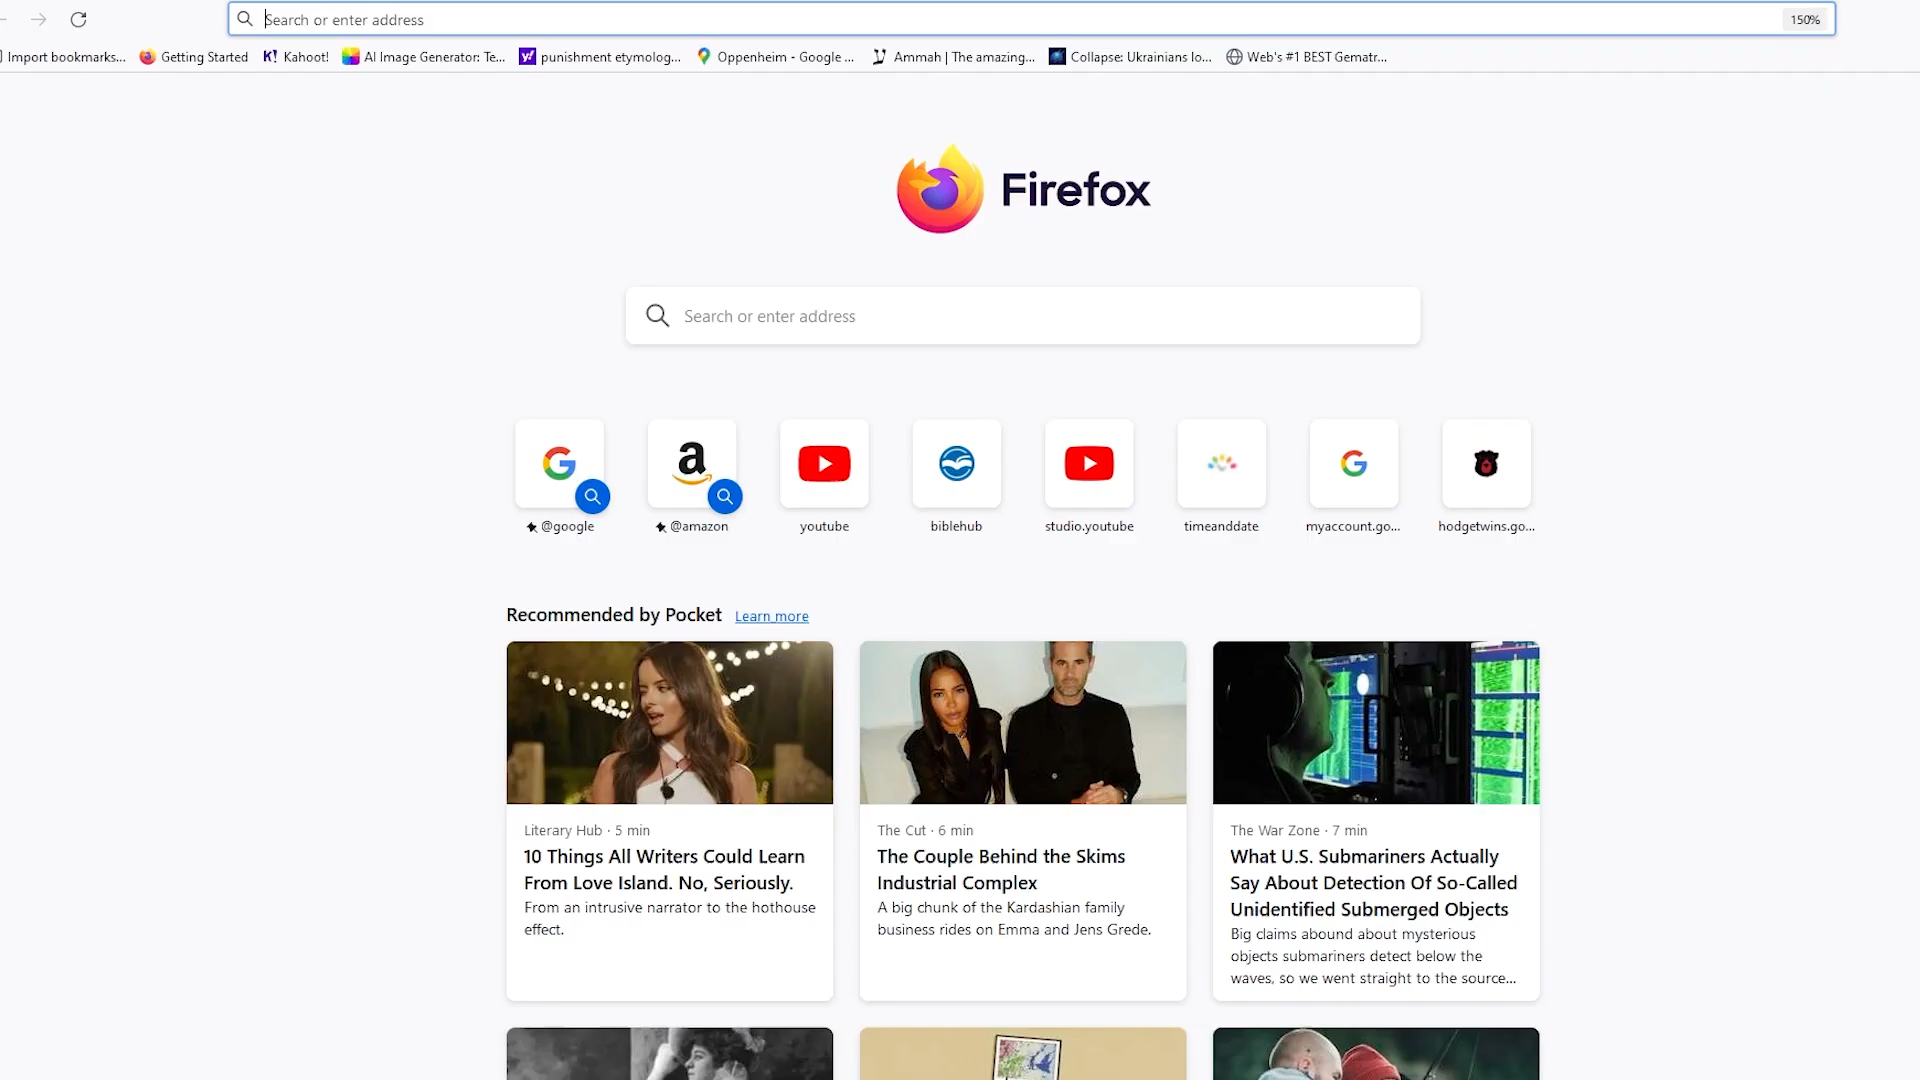 Search or enter address
150%
Import bookmarks...
Getting Started
K! Kahoot!
AI Image Generator: Te...
y! punishment etymolog...
Oppenheim - Google ...
Ammah | The amazing...
Collapse: Ukrainians lo...
Web's #1 BEST Gematr...
Firefox
Search or enter address
@google
@amazon
youtube
biblehub
studio.youtube
timeanddate
myaccount.go...
hodgetwins.go...
Recommended by Pocket Learn more
Literary Hub · 5 min
10 Things All Writers Could Learn
From Love Island. No, Seriously.
From an intrusive narrator to the hothouse
effect.
The Cut · 6 min
The Couple Behind the Skims
Industrial Complex
A big chunk of the Kardashian family
business rides on Emma and Jens Grede.
The War Zone · 7 min
What U.S. Submariners Actually
Say About Detection Of So-Called
Unidentified Submerged Objects
Big claims abound about mysterious
objects submariners detect below the
waves, so we went straight to the source...